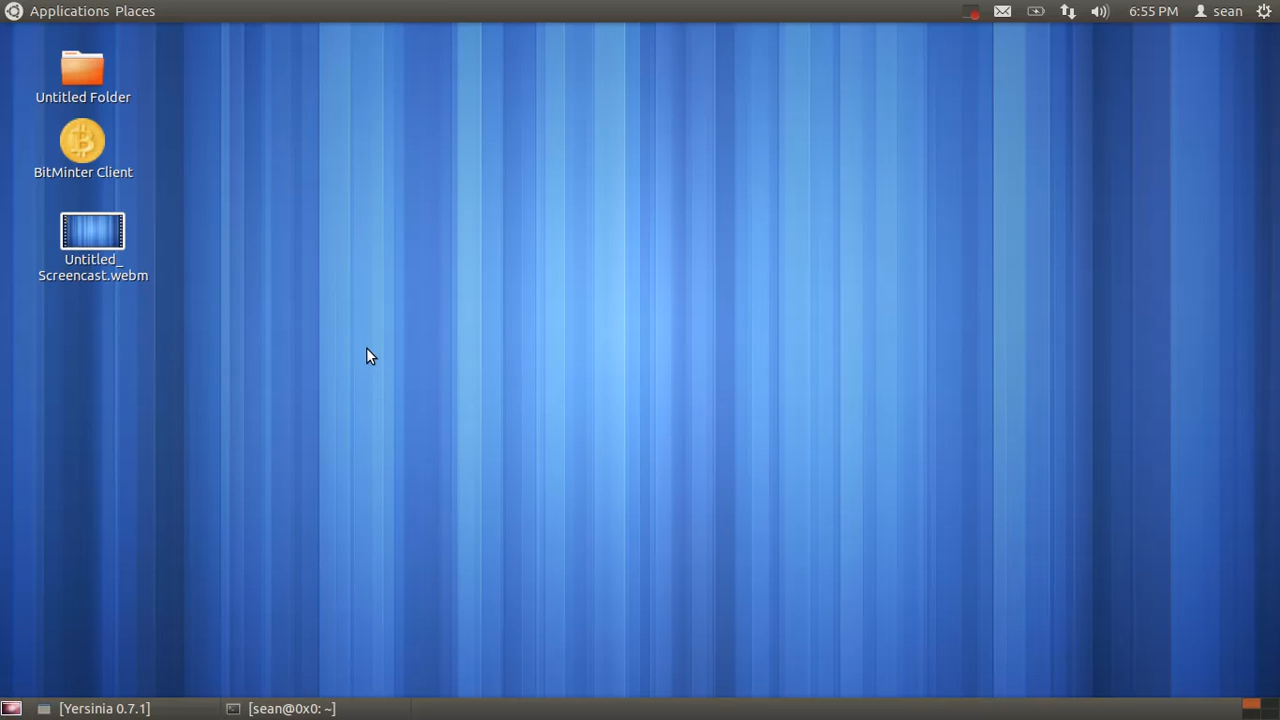 Applications Places
6:55 PM sean
Untitled Folder
BitMinter Client
Untitled_
Screencast.webm
[Yersinia 0.7.1] [sean@0x0: ~]